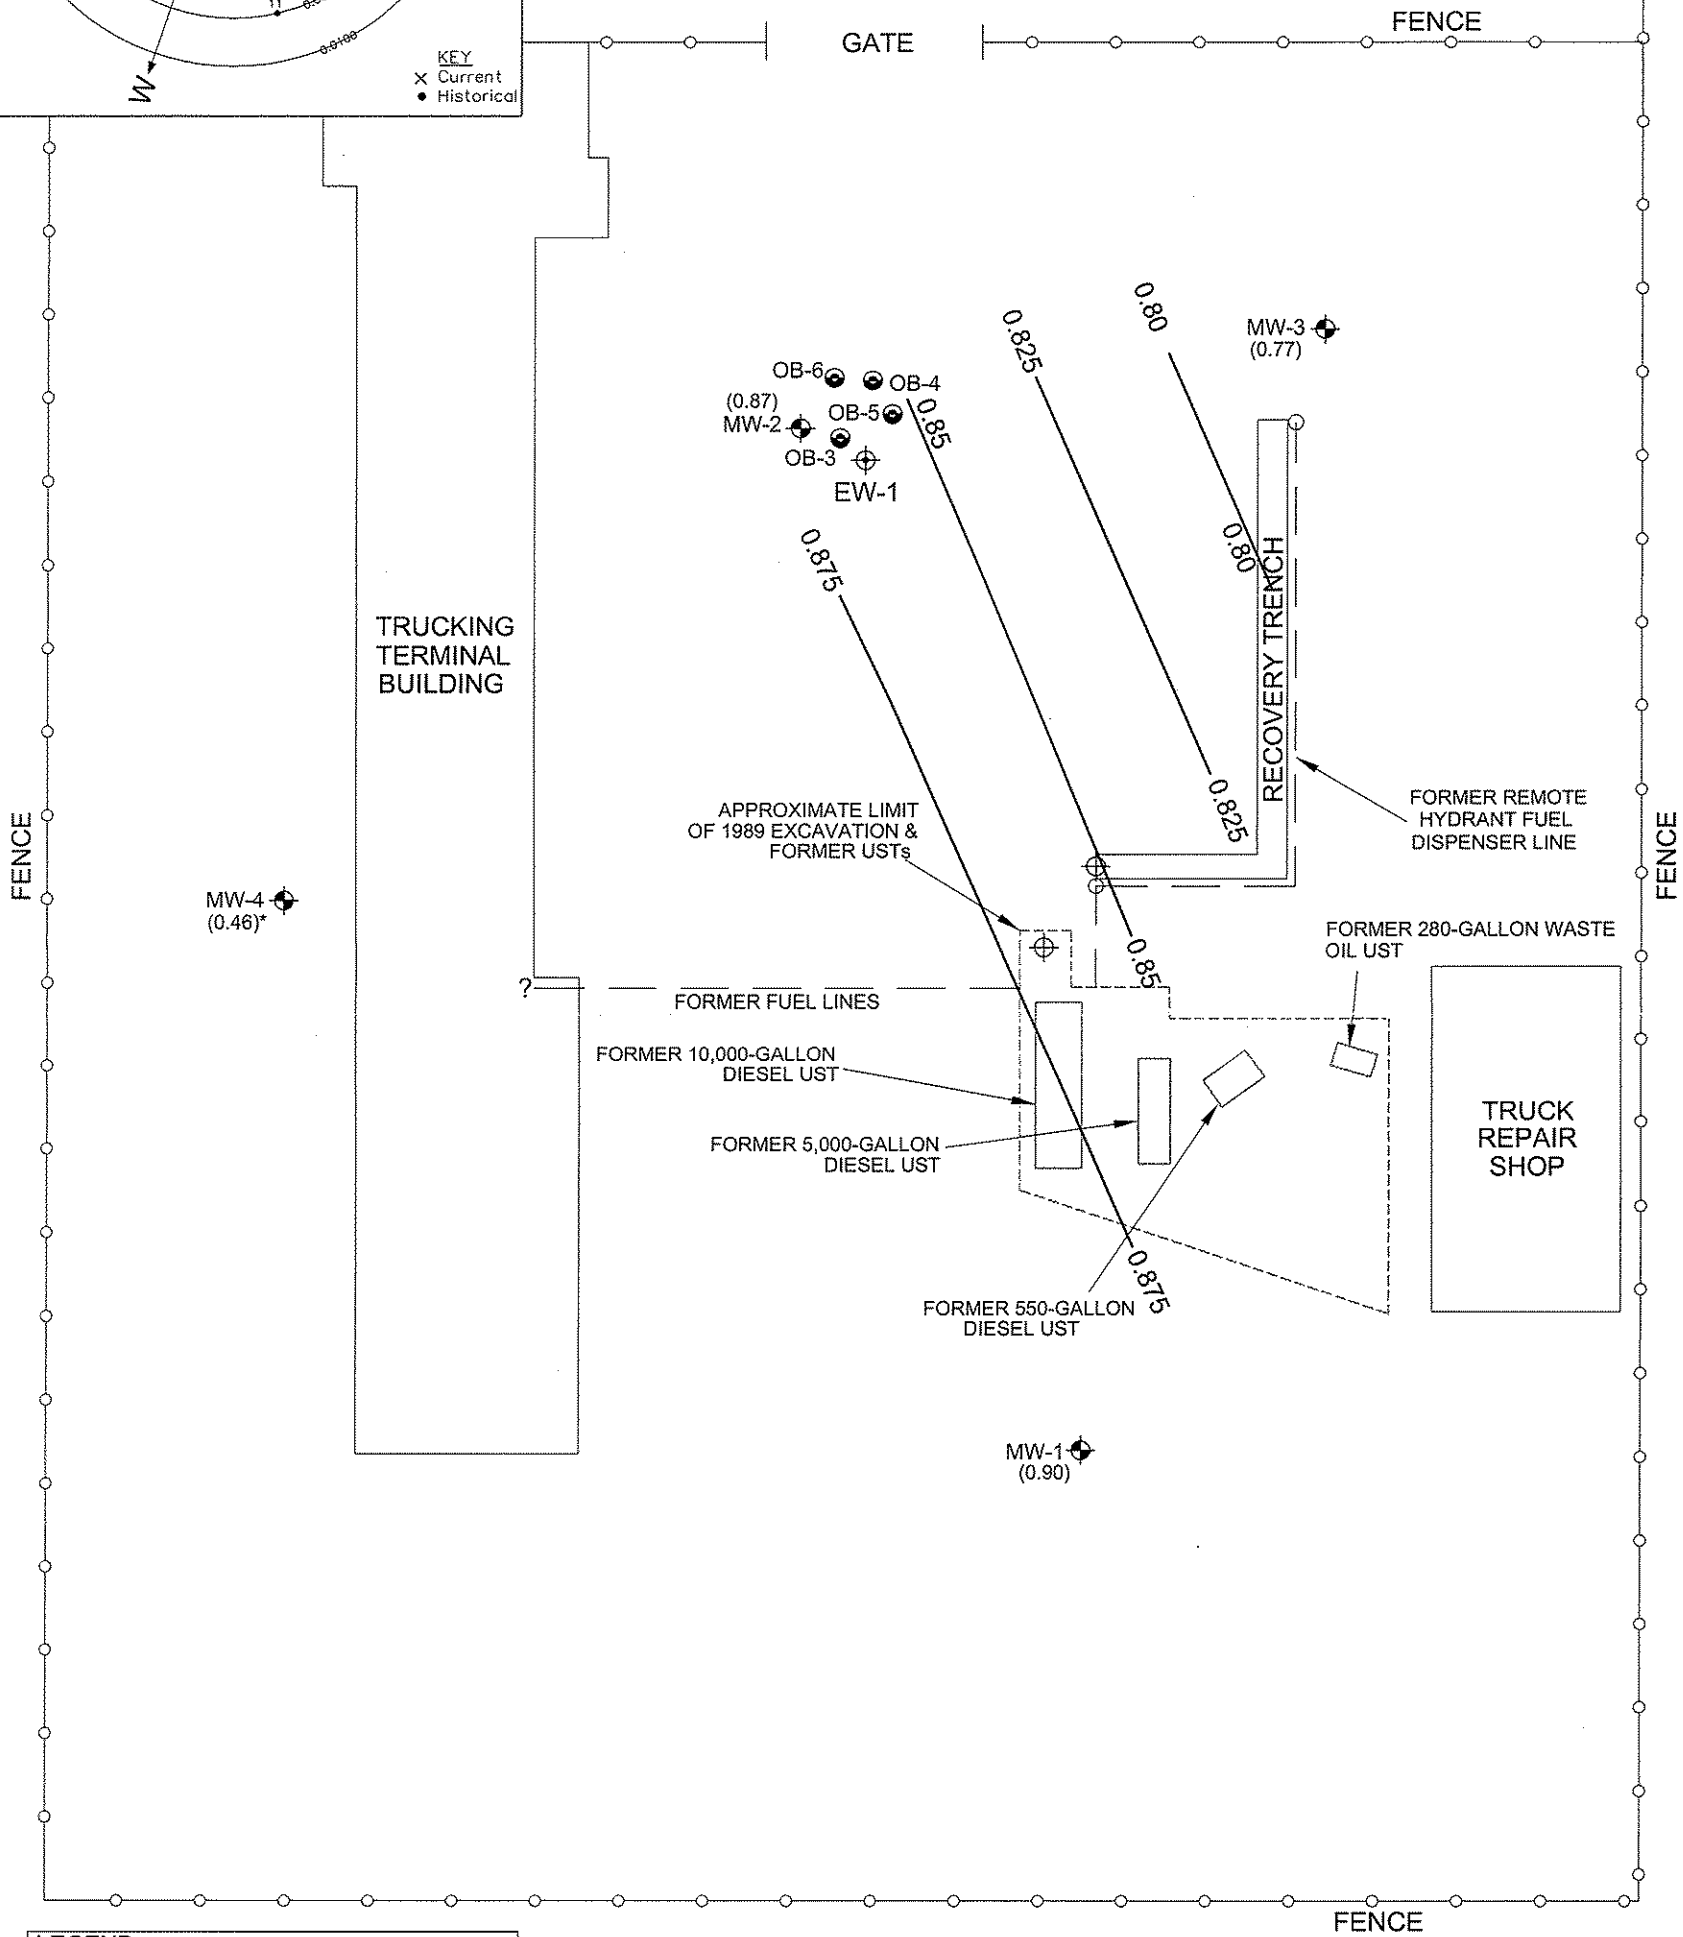 0.0100
W
KEY
× Current
• Historical
GATE
FENCE
0.80
MW-3
(0.77)
0.825
OB-6
OB-4
(0.87)
MW-2
OB-5
0.85
OB-3
EW-1
0.875
0.80
RECOVERY TRENCH
TRUCKING
TERMINAL
BUILDING
0.825
FORMER REMOTE
HYDRANT FUEL
DISPENSER LINE
APPROXIMATE LIMIT
OF 1989 EXCAVATION &
FORMER USTs
FENCE
FENCE
MW-4
(0.46)*
FORMER 280-GALLON WASTE
OIL UST
0.85
?
FORMER FUEL LINES
FORMER 10,000-GALLON
DIESEL UST
FORMER 5,000-GALLON
DIESEL UST
TRUCK
REPAIR
SHOP
0.875
FORMER 550-GALLON
DIESEL UST
MW-1
(0.90)
FENCE
LEGEND